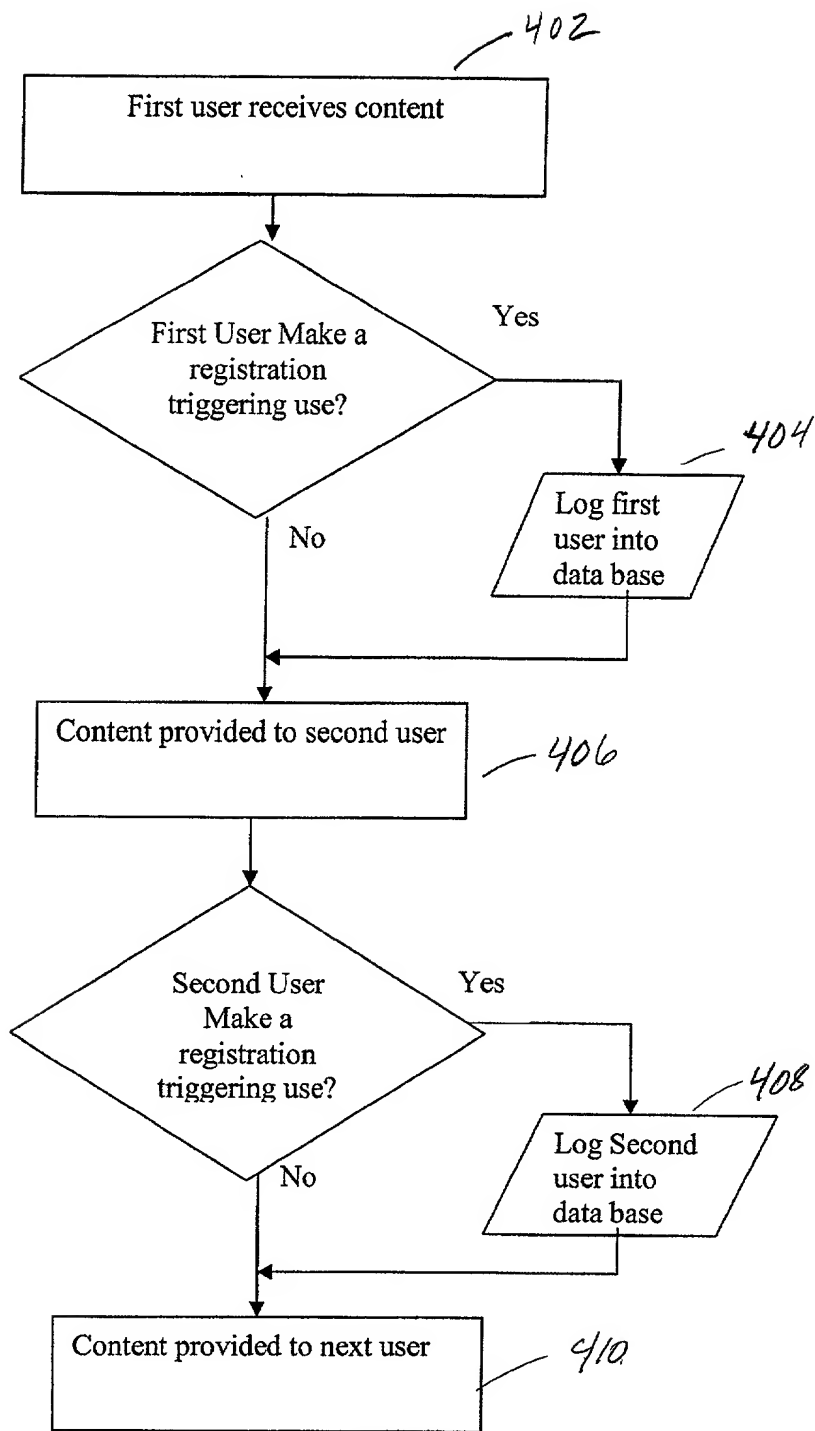 402
First user receives content
First User Make a
registration
triggering use?
Yes
404
Log first
user into
data base
No
Content provided to second user
406
Second User
Make a
registration
triggering use?
Yes
408
Log Second
user into
data base
No
Content provided to next user
410